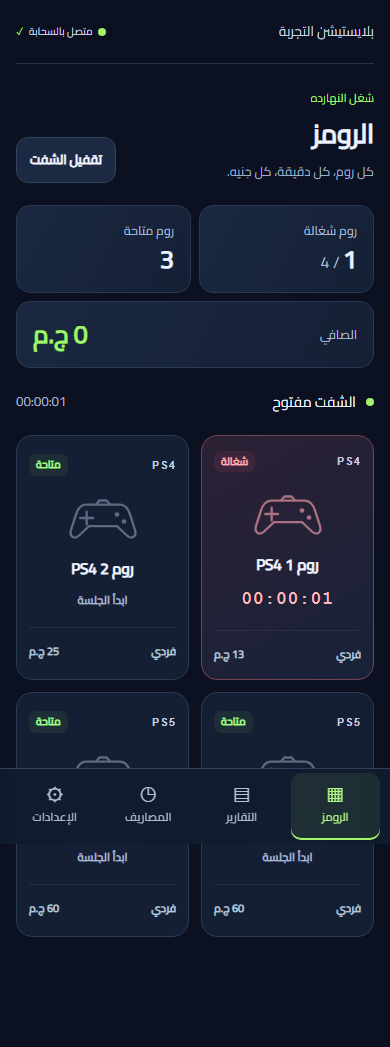 بلايستيشن التجربة
متصل بالسحابة ✓
شغل النهارده
الرومز
كل روم، كل دقيقة، كل جنيه.
تقفيل الشفت
روم شغالة
1 / 4
روم متاحة
3
الصافي
0 ج.م
الشفت مفتوح
00:00:01
PS4
شغالة
روم 1 PS4
00:00:01
فردي
13 ج.م
PS4
متاحة
روم 2 PS4
ابدأ الجلسة
فردي
25 ج.م
PS5
متاحة
ابدأ الجلسة
فردي
60 ج.م
PS5
متاحة
ابدأ الجلسة
فردي
60 ج.م
الرومز
التقارير
المصاريف
الإعدادات